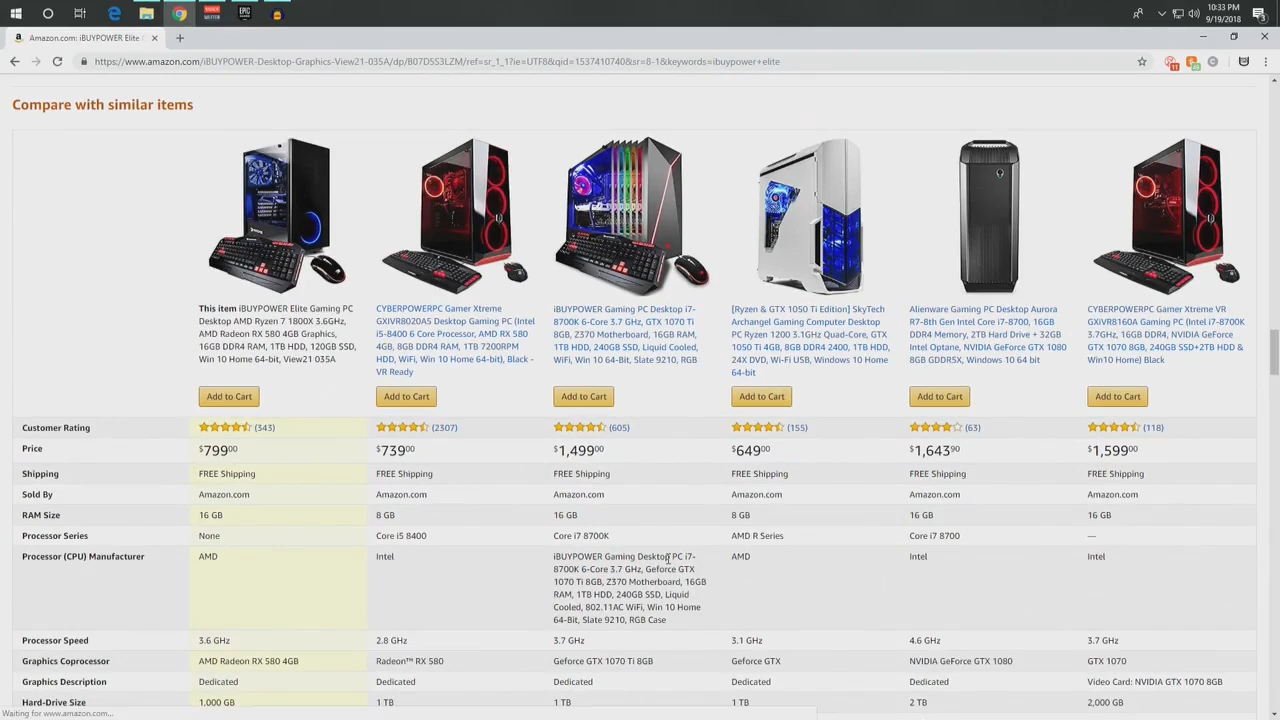 10:33 PM
9/19/2018
3
Amazon.com: iBUYPOWER Elite G
https://www.amazon.com/iBUYPOWER-Desktop-Graphics-View21-035A/dp/B07D5S3LZM/ref=sr_1_1?ie=UTF8&qid=1537410740&sr=8-1&keywords=ibuypower+elite
Compare with similar items
This item iBUYPOWER Elite Gaming PC
Desktop AMD Ryzen 7 1800X 3.6GHz,
AMD Radeon RX 580 4GB Graphics,
16GB DDR4 RAM, 1TB HDD, 120GB SSD,
Win 10 Home 64-bit, View21 035A
CYBERPOWERPC Gamer Xtreme
GXIVR8020A5 Desktop Gaming PC (Intel
i5-8400 6 Core Processor, AMD RX 580
4GB, 8GB DDR4 RAM, 1TB 7200RPM
HDD, WiFi, Win 10 Home 64-bit), Black -
VR Ready
iBUYPOWER Gaming PC Desktop i7-
8700K 6-Core 3.7 GHz, GTX 1070 Ti
8GB, Z370 Motherboard, 16GB RAM,
1TB HDD, 240GB SSD, Liquid Cooled,
WiFi, Win 10 64-Bit, Slate 9210, RGB
[Ryzen & GTX 1050 Ti Edition] SkyTech
Archangel Gaming Computer Desktop
PC Ryzen 1200 3.1GHz Quad-Core, GTX
1050 Ti 4GB, 8GB DDR4 2400, 1TB HDD,
24X DVD, Wi-Fi USB, Windows 10 Home
64-bit
Alienware Gaming PC Desktop Aurora
R7-8th Gen Intel Core i7-8700, 16GB
DDR4 Memory, 2TB Hard Drive + 32GB
Intel Optane, NVIDIA GeForce GTX 1080
8GB GDDR5X, Windows 10 64 bit
CYBERPOWERPC Gamer Xtreme VR
GXIVR8160A Gaming PC (Intel i7-8700K
3.7GHz, 16GB DDR4, NVIDIA GeForce
GTX 1070 8GB, 240GB SSD+2TB HDD &
Win10 Home) Black
Add to Cart Add to Cart Add to Cart Add to Cart Add to Cart Add to Cart
Customer Rating (343) (2307) (605) (155) (63) (118)
Price $799.00 $739.00 $1,499.00 $649.00 $1,643.90 $1,599.00
Shipping FREE Shipping FREE Shipping FREE Shipping FREE Shipping FREE Shipping FREE Shipping
Sold By Amazon.com Amazon.com Amazon.com Amazon.com Amazon.com Amazon.com
RAM Size 16 GB 8 GB 16 GB 8 GB 16 GB 16 GB
Processor Series None Core i5 8400 Core i7 8700K AMD R Series Core i7 8700 —
Processor (CPU) Manufacturer AMD Intel iBUYPOWER Gaming Desktop PC i7- AMD Intel Intel
8700K 6-Core 3.7 GHz, Geforce GTX
1070 Ti 8GB, Z370 Motherboard, 16GB
RAM, 1TB HDD, 240GB SSD, Liquid
Cooled, 802.11AC WiFi, Win 10 Home
64-Bit, Slate 9210, RGB Case
Processor Speed 3.6 GHz 2.8 GHz 3.7 GHz 3.1 GHz 4.6 GHz 3.7 GHz
Graphics Coprocessor AMD Radeon RX 580 4GB Radeon™ RX 580 Geforce GTX 1070 Ti 8GB Geforce GTX NVIDIA GeForce GTX 1080 GTX 1070
Graphics Description Dedicated Dedicated Dedicated Dedicated Dedicated Video Card: NVIDIA GTX 1070 8GB
Hard-Drive Size 1,000 GB 1 TB 1 TB 1 TB 2 TB 2,000 GB
Waiting for www.amazon.com...